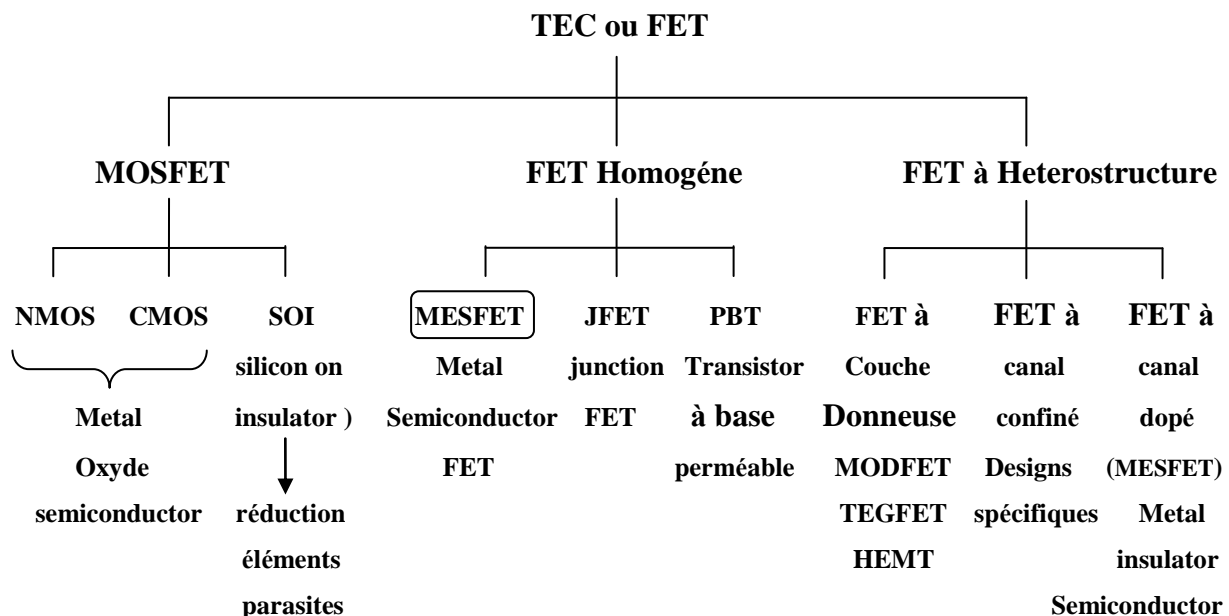 TEC ou FET
MOSFET
FET Homogéne
FET à Heterostructure
NMOS
CMOS
Metal
Oxyde
semiconductor
SOI
silicon on
insulator )
réduction
éléments
parasites
MESFET
Metal
Semiconductor
FET
JFET
junction
FET
PBT
Transistor
à base
perméable
FET à
Couche
Donneuse
MODFET
TEGFET
HEMT
FET à
canal
confiné
Designs
spécifiques
FET à
canal
dopé
(MESFET)
Metal
insulator
Semiconductor